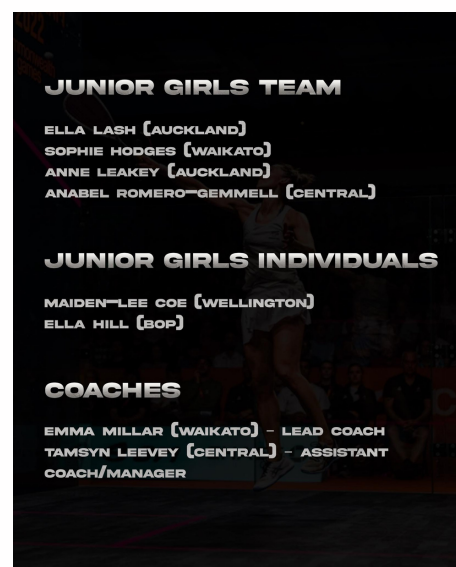 2022
JUNIOR GIRLS TEAM
ELLA LASH (AUCKLAND)
SOPHIE HODGES (WAIKATO)
ANNE LEAKEY (AUCKLAND)
ANABEL ROMERO-GEMMELL (CENTRAL)
JUNIOR GIRLS INDIVIDUALS
MAIDEN-LEE COE (WELLINGTON)
ELLA HILL (BOP)
COACHES
EMMA MILLAR (WAIKATO) - LEAD COACH
TAMSYN LEEVEY (CENTRAL) - ASSISTANT
COACH/MANAGER